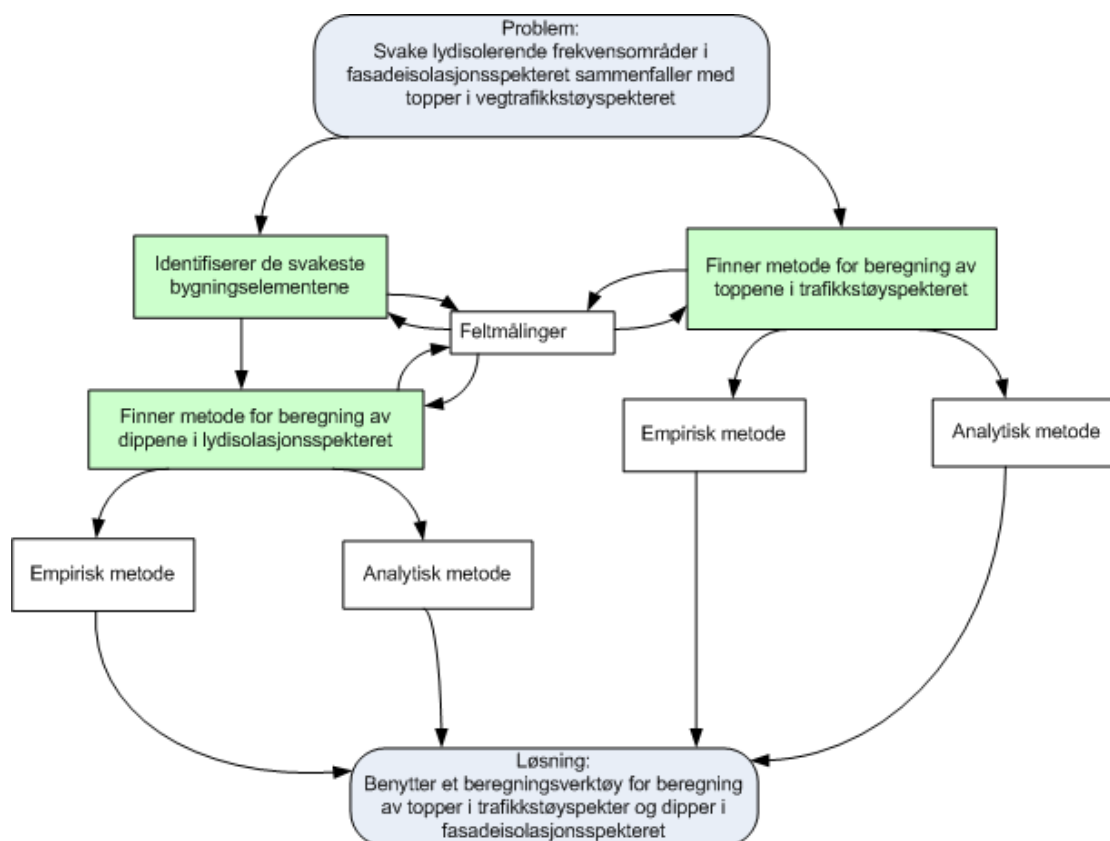 Problem:
Svake lydisolerende frekvensområder i
fasadeisolasjonsspekteret sammenfaller med
topper i vegtrafikkstøyspekteret
Identifiserer de svakeste
bygningselementene
Finner metode for beregning av
toppene i trafikkstøyspekteret
Feltmålinger
Finner metode for beregning av
dippene i lydisolasjonsspekteret
Empirisk metode
Analytisk metode
Empirisk metode
Analytisk metode
Løsning:
Benytter et beregningsverktøy for beregning
av topper i trafikkstøyspekter og dipper i
fasadeisolasjonsspekteret